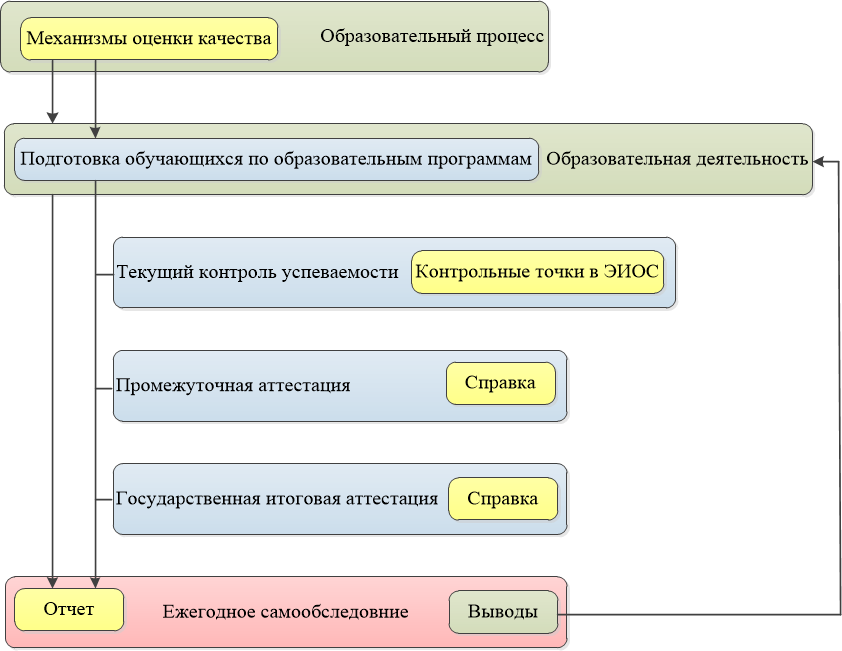 Механизмы оценки качества
Образовательный процесс
Подготовка обучающихся по образовательным программам
Образовательная деятельность
Текущий контроль успеваемости
Контрольные точки в ЭИОС
Промежуточная аттестация
Справка
Государственная итоговая аттестация
Справка
Отчет
Ежегодное самообследовние
Выводы